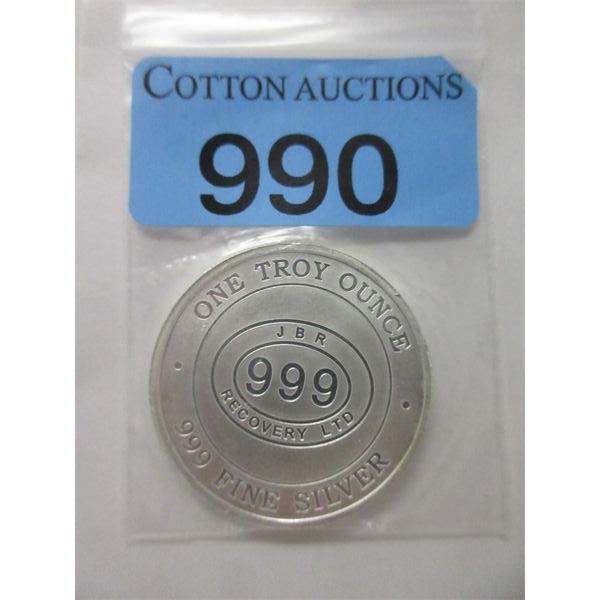 COTTON AUCTIONS
990
ONE TROY OUNCE
JBR
999
RECOVERY LTD
999 FINE SILVER